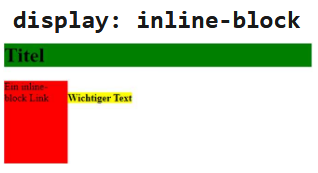 display: inline-block
Titel
Ein inline-
block Link
Wichtiger Text